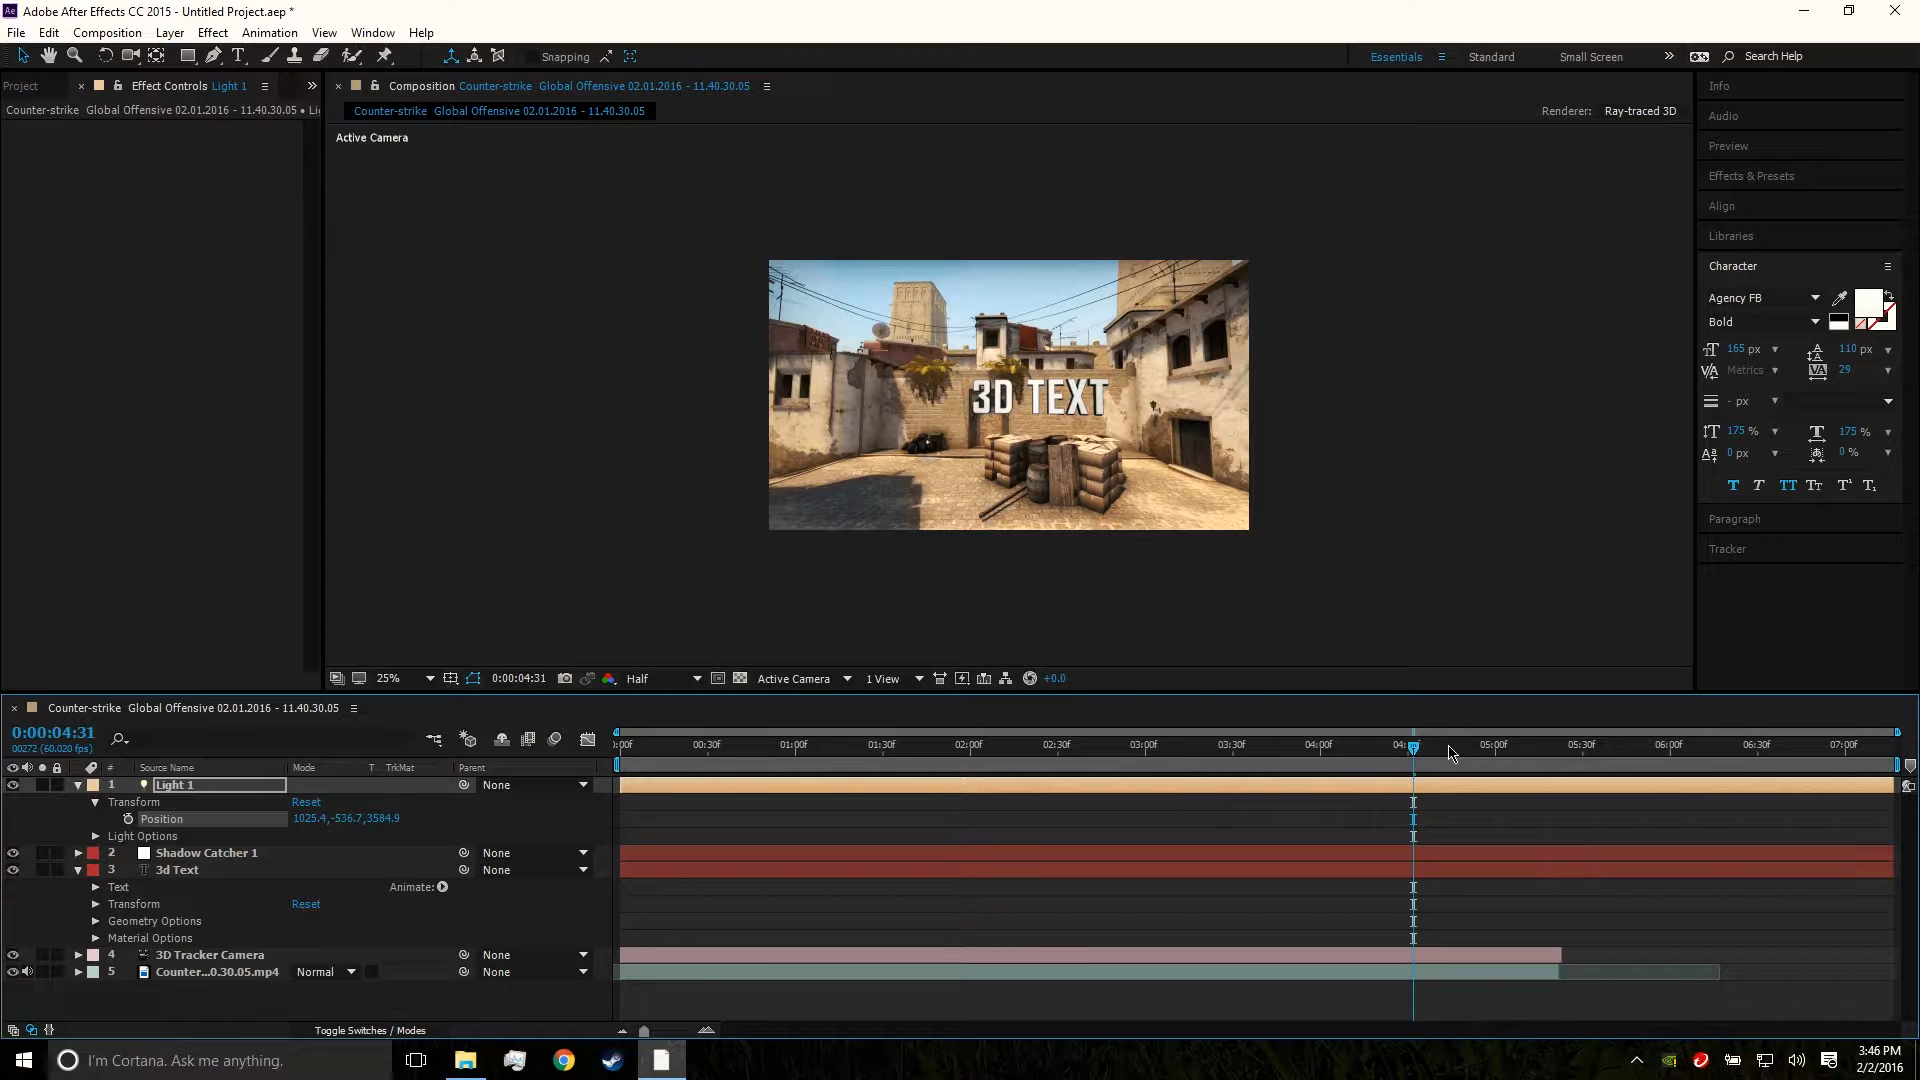 Ae Adobe After Effects CC 2015 - Untitled Project.aep *
File Edit Composition Layer Effect Animation View Window Help
Snapping
Essentials Standard Small Screen Search Help
Project Effect Controls Light 1
Composition Counter-strike Global Offensive 02.01.2016 - 11.40.30.05
Info
Counter-strike Global Offensive 02.01.2016 - 11.40.30.05 • Li
Counter-strike Global Offensive 02.01.2016 - 11.40.30.05
Renderer: Ray-traced 3D
Audio
Active Camera
Preview
Effects & Presets
Align
Libraries
Character
Agency FB
Bold
165 px 110 px
Metrics 29
- px
175 % 175 %
0 px 0 %
T T TT Tt T¹ T₁
Paragraph
Tracker
3D TEXT
25% 0:00:04:31 Half Active Camera 1 View +0.0
Counter-strike Global Offensive 02.01.2016 - 11.40.30.05
0:00:04:31
00272 (60.020 fps)
:00f 00:30f 01:00f 01:30f 02:00f 02:30f 03:00f 03:30f 04:00f 04: 05:00f 05:30f 06:00f 06:30f 07:00f
# Source Name Mode T TrkMat Parent
1 Light 1 None
Transform Reset
Position 1025.4,-536.7,3584.9
Light Options
2 Shadow Catcher 1 None
3 3d Text None
Text Animate:
Transform Reset
Geometry Options
Material Options
4 3D Tracker Camera None
5 Counter...0.30.05.mp4 Normal None
Toggle Switches / Modes
I'm Cortana. Ask me anything.
3:46 PM
2/2/2016